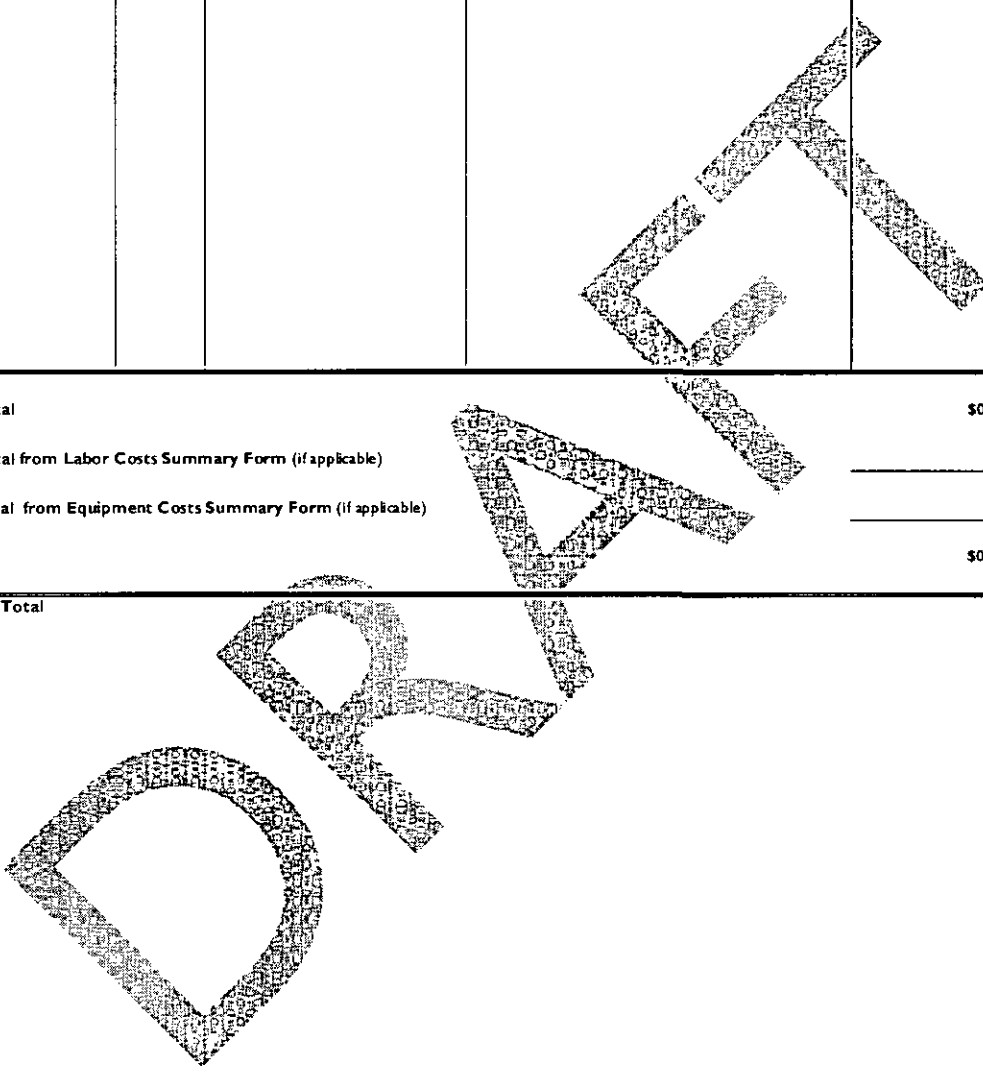 al $0
al from Labor Costs Summary Form (if applicable)
al from Equipment Costs Summary Form (if applicable)
$0
Total
DRAFT